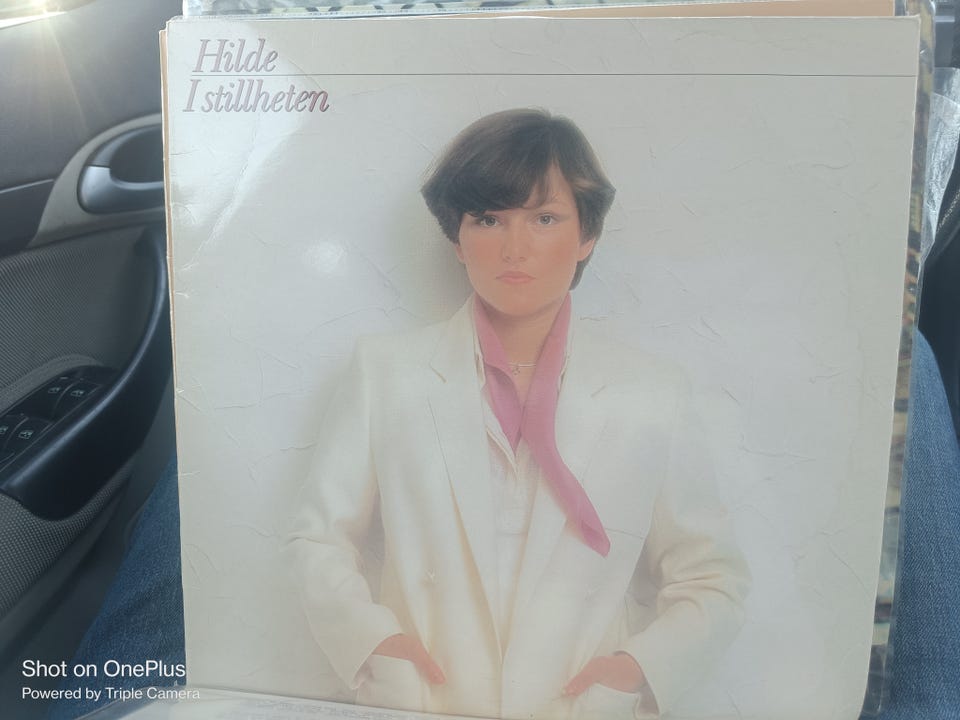 Hilde
I stillheten
Shot on OnePlus
Powered by Triple Camera